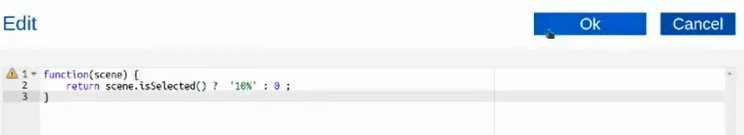 Edit
Ok
Cancel
1 function(scene) {
2 return scene.isSelected() ? '10%' : 0 ;
3 }